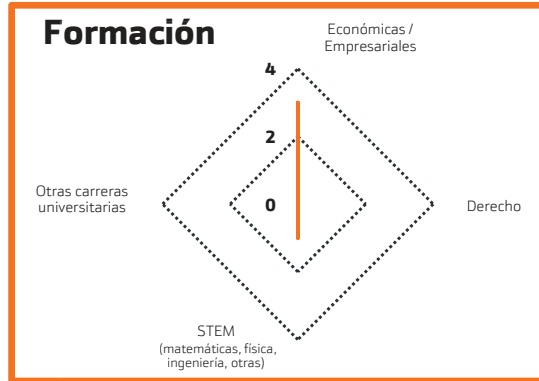 Formación
Económicas /
Empresariales
4
2
Otras carreras
universitarias
0
Derecho
STEM
(matemáticas, física,
ingeniería, otras)